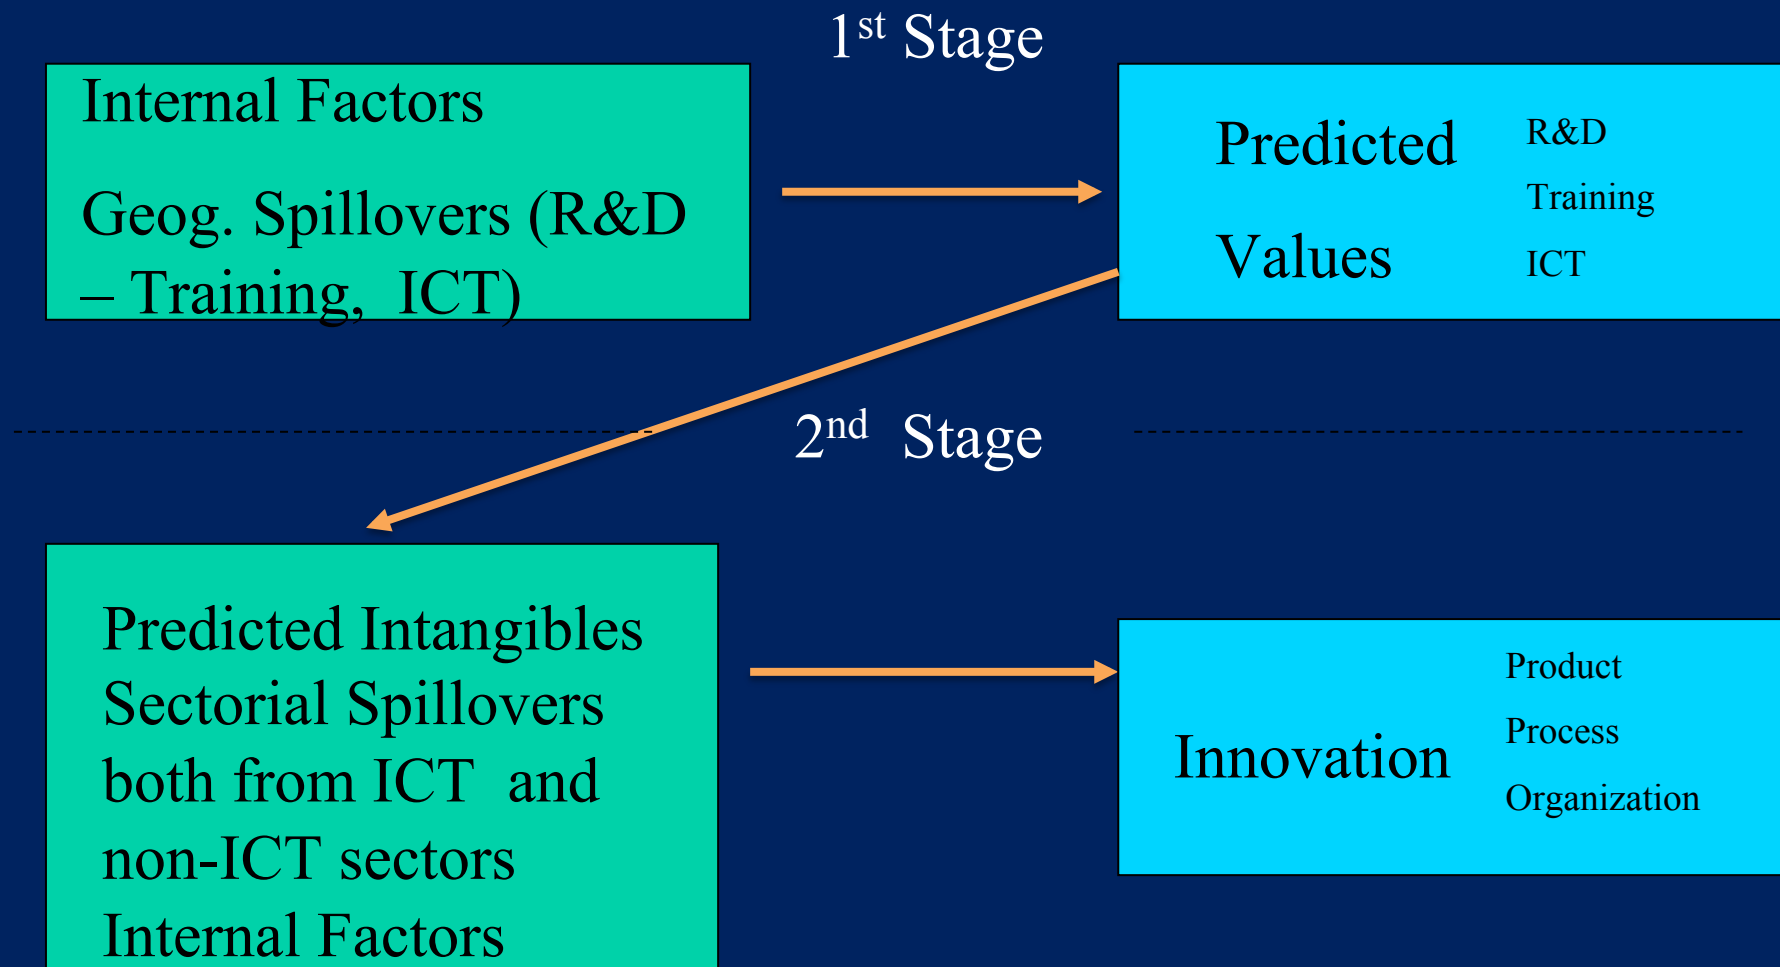 1st Stage
Internal Factors
Geog. Spillovers (R&D
– Training, ICT)
Predicted
Values
R&D
Training
ICT
2nd Stage
Predicted Intangibles
Sectorial Spillovers
both from ICT and
non-ICT sectors
Internal Factors
Innovation
Product
Process
Organization